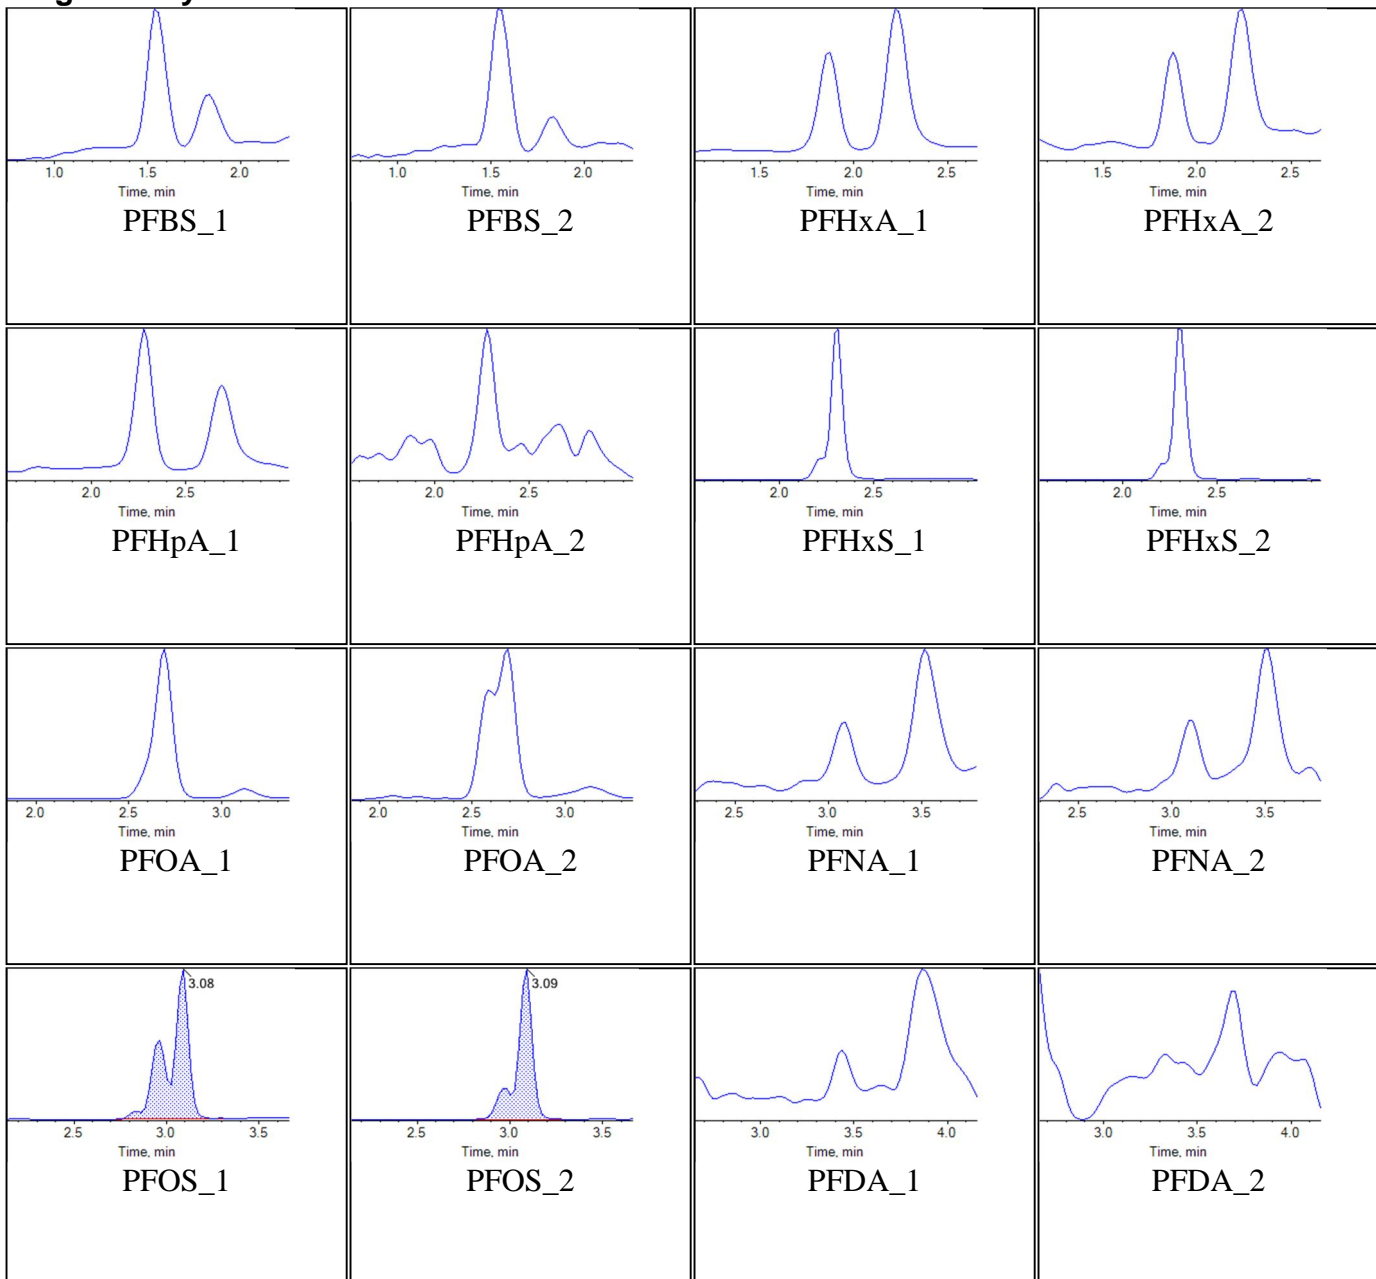 1.0 1.5 2.0 1.0 1.5 2.0 1.5 2.0 2.5 1.5 2.0 2.5
Time, min Time, min Time, min Time, min
PFBS_1 PFBS_2 PFHxA_1 PFHxA_2
2.0 2.5 2.0 2.5 2.0 2.5 2.0 2.5
Time, min Time, min Time, min Time, min
PFHpA_1 PFHpA_2 PFHxS_1 PFHxS_2
2.0 2.5 3.0 2.0 2.5 3.0 2.5 3.0 3.5 2.5 3.0 3.5
Time, min Time, min Time, min Time, min
PFOA_1 PFOA_2 PFNA_1 PFNA_2
3.08 3.09
2.5 3.0 3.5 2.5 3.0 3.5 3.0 3.5 4.0 3.0 3.5 4.0
Time, min Time, min Time, min Time, min
PFOS_1 PFOS_2 PFDA_1 PFDA_2